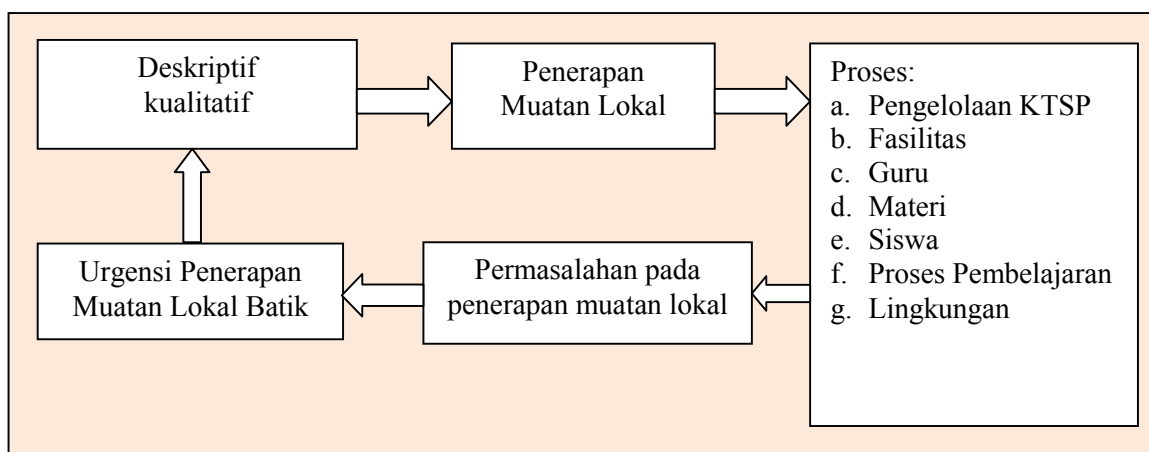 Deskriptif
kualitatif
Penerapan
Muatan Lokal
Proses:
a. Pengelolaan KTSP
b. Fasilitas
c. Guru
d. Materi
e. Siswa
f. Proses Pembelajaran
g. Lingkungan
Permasalahan pada
penerapan muatan lokal
Urgensi Penerapan
Muatan Lokal Batik